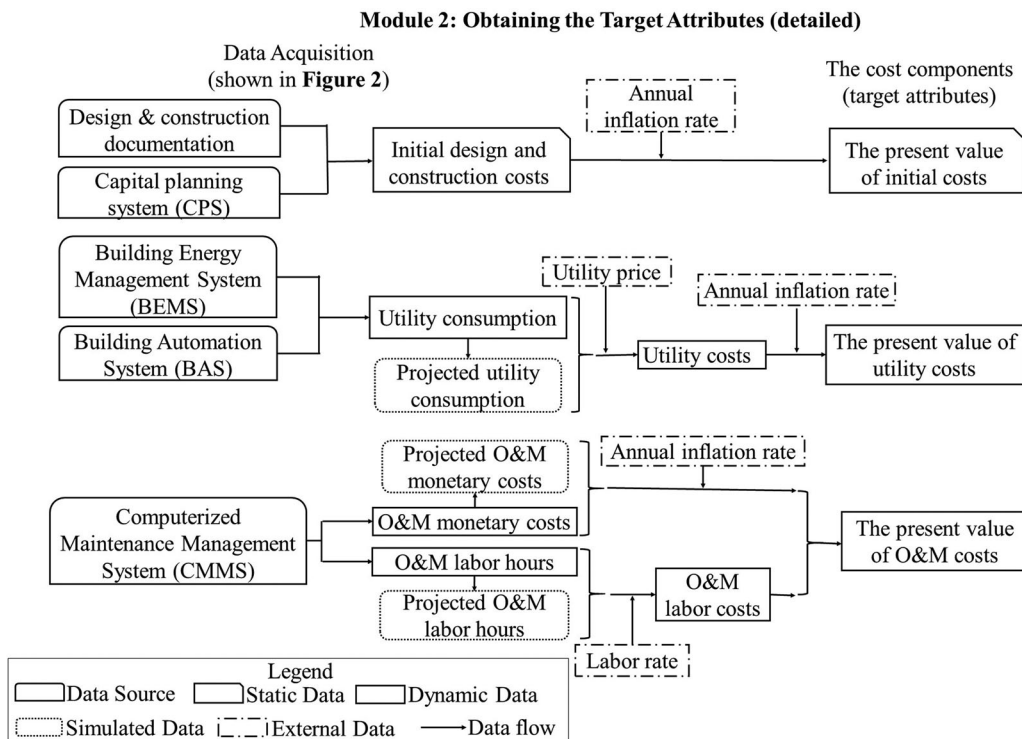 Module 2: Obtaining the Target Attributes (detailed)
Data Acquisition
(shown in Figure 2)
The cost components
(target attributes)
Design & construction
documentation
Capital planning
system (CPS)
Initial design and
construction costs
Annual
inflation rate
The present value
of initial costs
Building Energy
Management System
(BEMS)
Building Automation
System (BAS)
Utility consumption
Projected utility
consumption
Utility price
Utility costs
Annual inflation rate
The present value of
utility costs
Computerized
Maintenance Management
System (CMMS)
Projected O&M
monetary costs
O&M monetary costs
O&M labor hours
Projected O&M
labor hours
Annual inflation rate
O&M
labor costs
Labor rate
The present value
of O&M costs
Legend
Data Source
Static Data
Dynamic Data
Simulated Data
External Data
Data flow